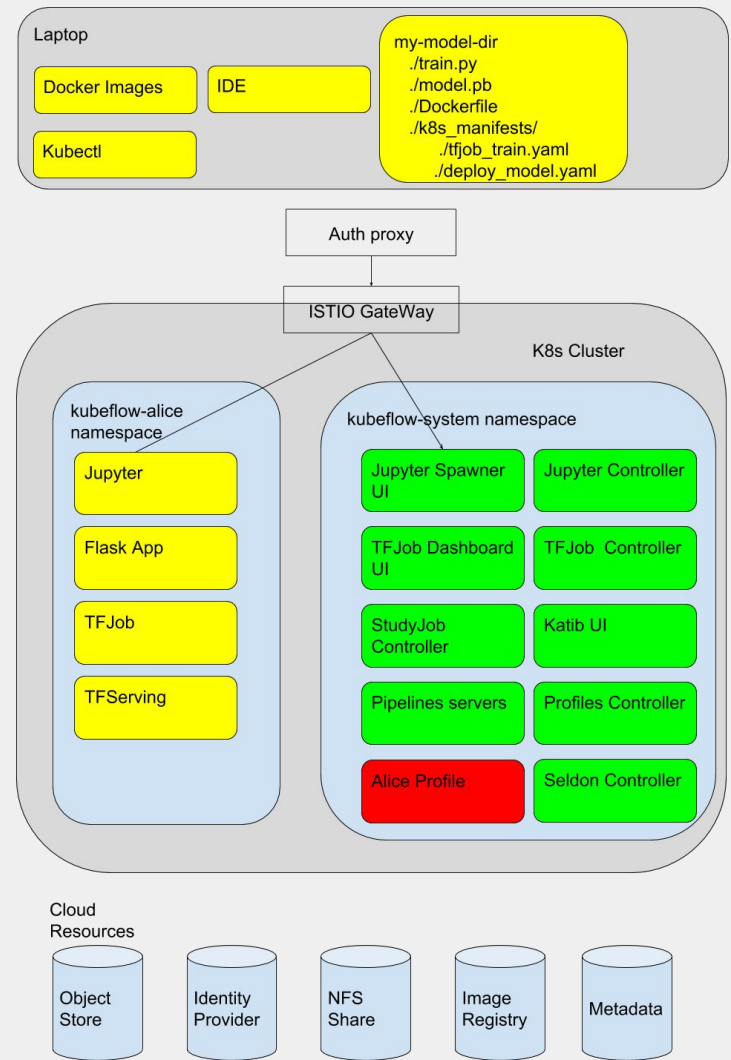 Laptop
Docker Images
IDE
Kubectl
my-model-dir
./train.py
./model.pb
./Dockerfile
./k8s_manifests/
./tfjob_train.yaml
./deploy_model.yaml
Auth proxy
ISTIO GateWay
K8s Cluster
kubeflow-alice
namespace
Jupyter
Flask App
TFJob
TFServing
kubeflow-system namespace
Jupyter Spawner
UI
Jupyter Controller
TFJob Dashboard
UI
TFJob Controller
StudyJob
Controller
Katib UI
Pipelines servers
Profiles Controller
Alice Profile
Seldon Controller
Cloud
Resources
Object
Store
Identity
Provider
NFS
Share
Image
Registry
Metadata